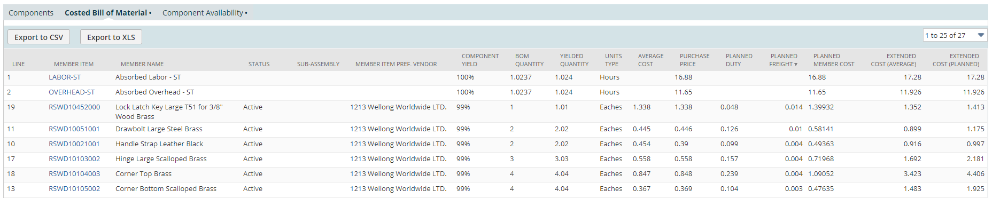 Components Costed Bill of Material • Component Availability •
Export to CSV Export to XLS 1 to 25 of 27
LINE MEMBER ITEM MEMBER NAME STATUS SUB-ASSEMBLY MEMBER ITEM PREF. VENDOR COMPONENT YIELD BOM QUANTITY YIELDED QUANTITY UNITS TYPE AVERAGE COST PURCHASE PRICE PLANNED DUTY PLANNED FREIGHT ▼ PLANNED MEMBER COST EXTENDED COST (AVERAGE) EXTENDED COST (PLANNED)
1 LABOR-ST Absorbed Labor - ST 100% 1.0237 1.024 Hours 16.88 16.88 17.28 17.28
2 OVERHEAD-ST Absorbed Overhead - ST 100% 1.0237 1.024 Hours 11.65 11.65 11.926 11.926
19 RSWD10452000 Lock Latch Key Large T51 for 3/8" 1213 Wellong Worldwide LTD. Active 99% 1 1.01 Eaches 1.338 1.338 0.048 0.014 1.39932 1.352 1.413
Wood Brass
11 RSWD10051001 Drawbolt Large Steel Brass Active 1213 Wellong Worldwide LTD. 99% 2 2.02 Eaches 0.445 0.446 0.126 0.01 0.58141 0.899 1.175
10 RSWD10021001 Handle Strap Leather Black Active 1213 Wellong Worldwide LTD. 99% 2 2.02 Eaches 0.454 0.39 0.099 0.004 0.49363 0.916 0.997
17 RSWD10103002 Hinge Large Scalloped Brass Active 1213 Wellong Worldwide LTD. 99% 3 3.03 Eaches 0.558 0.558 0.157 0.004 0.71968 1.692 2.181
18 RSWD10104003 Corner Top Brass Active 1213 Wellong Worldwide LTD. 99% 4 4.04 Eaches 0.847 0.848 0.239 0.004 1.09052 3.423 4.406
13 RSWD10105002 Corner Bottom Scalloped Brass Active 1213 Wellong Worldwide LTD. 99% 4 4.04 Eaches 0.367 0.369 0.104 0.003 0.47635 1.483 1.925